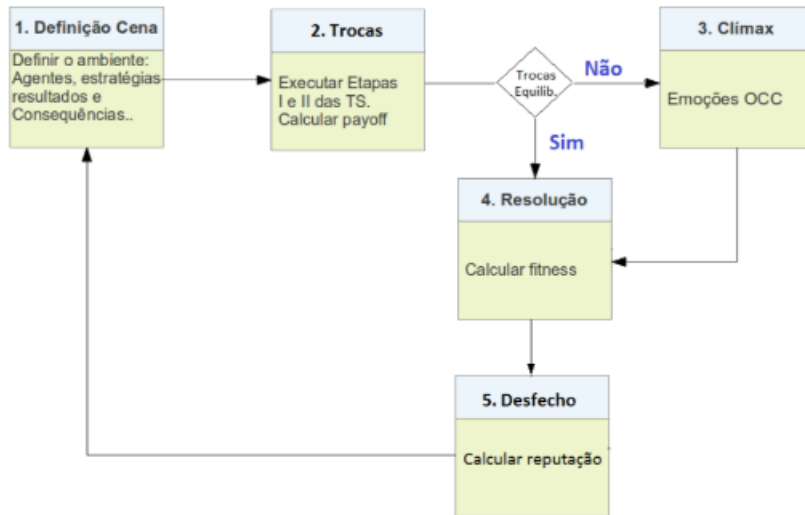 1. Definição Cena
Definir o ambiente:
Agentes, estratégias
resultados e
Consequências..
2. Trocas
Executar Etapas
I e II das TS.
Calcular payoff
Trocas
Equilib.
Não
Sim
3. Clímax
Emoções OCC
4. Resolução
Calcular fitness
5. Desfecho
Calcular reputação